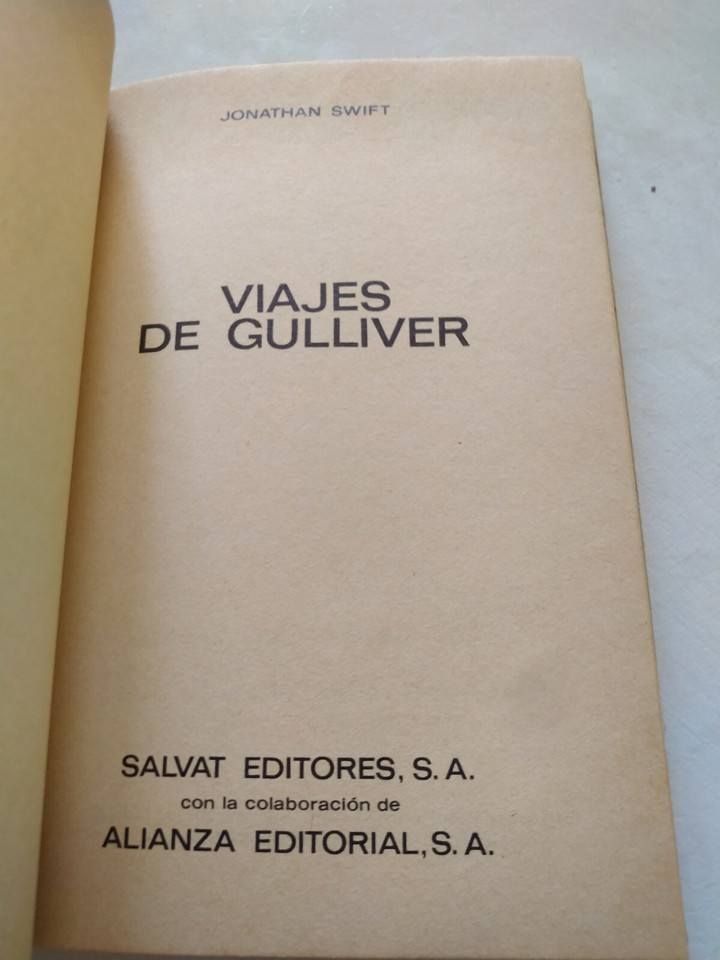 JONATHAN SWIFT
VIAJES
DE GULLIVER
SALVAT EDITORES, S. A.
con la colaboración de
ALIANZA EDITORIAL, S. A.